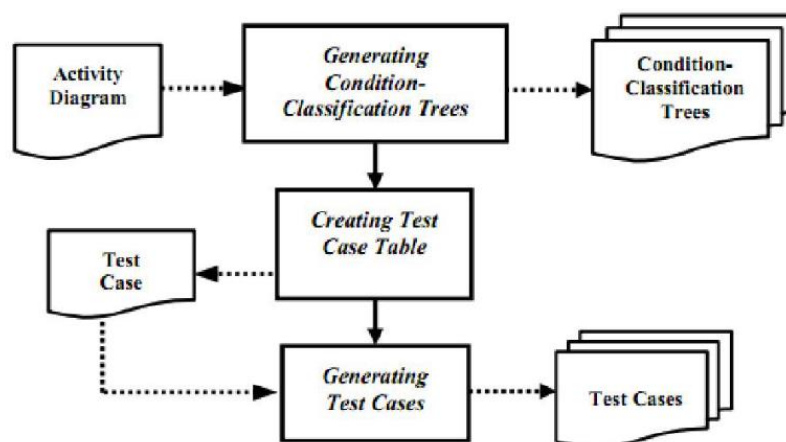 Activity
Diagram
Generating
Condition-
Classification Trees
Condition-
Classification
Trees
Creating Test
Case Table
Test
Case
Generating
Test Cases
Test Cases